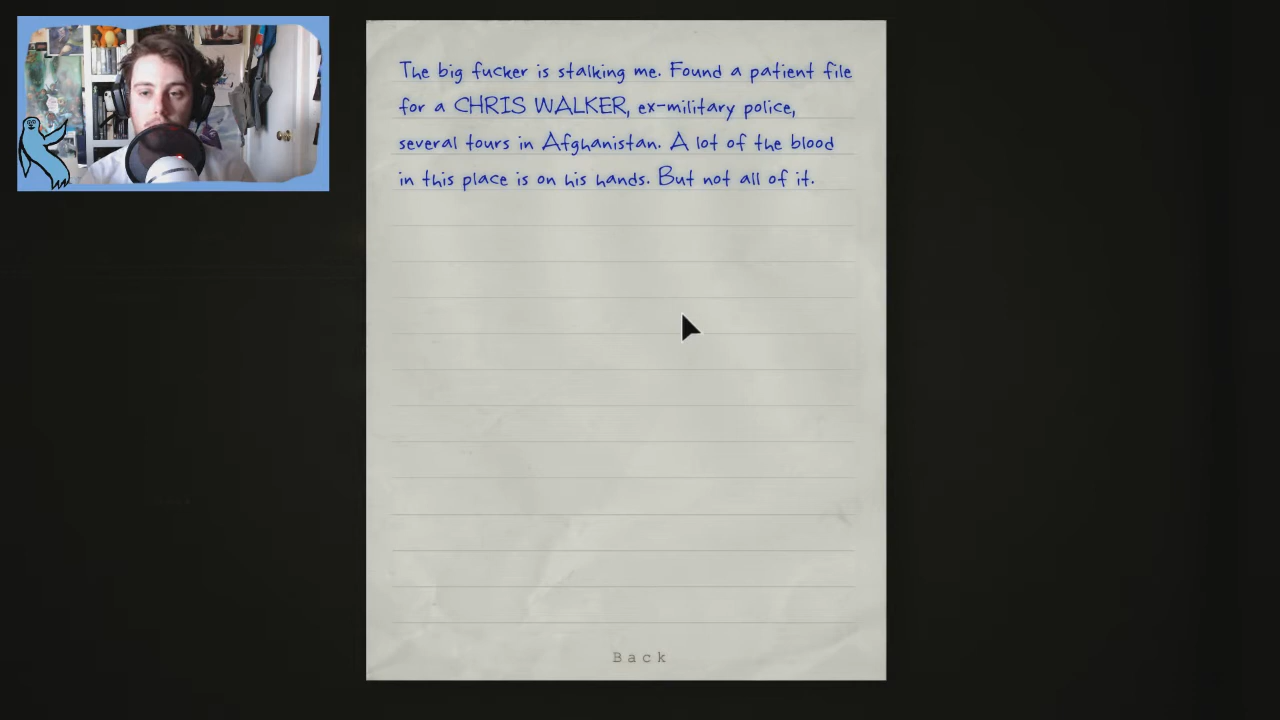 The big fucker is stalking me. Found a patient file
for a CHRIS WALKER, ex-military police,
several tours in Afghanistan. A lot of the blood
in this place is on his hands. But not all of it.
Back